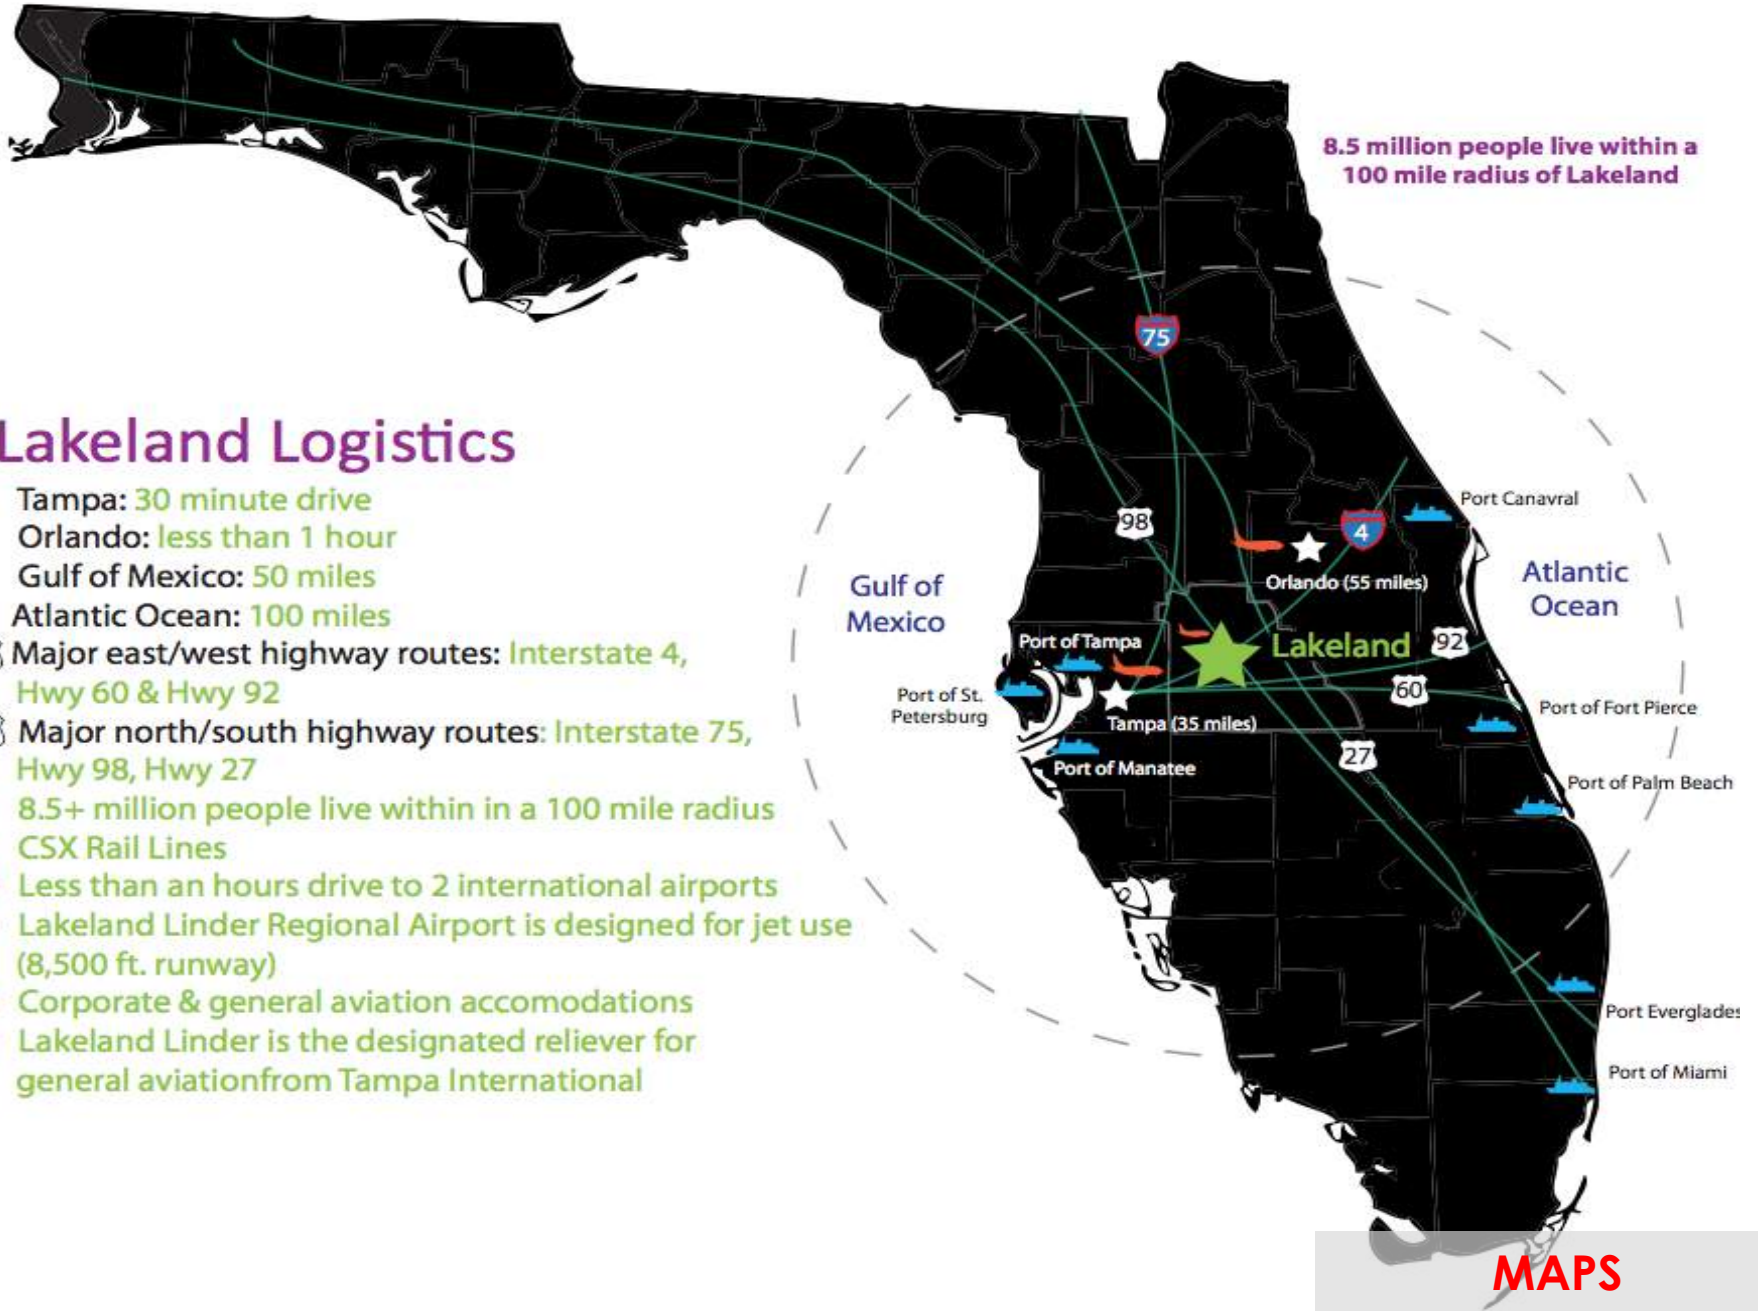 8.5 million people live within a
100 mile radius of Lakeland
75
Lakeland Logistics
Tampa: 30 minute drive
Orlando: less than 1 hour
Gulf of Mexico: 50 miles
Atlantic Ocean: 100 miles
Major east/west highway routes: Interstate 4,
Hwy 60 & Hwy 92
Major north/south highway routes: Interstate 75,
Hwy 98, Hwy 27
8.5+ million people live within in a 100 mile radius
CSX Rail Lines
Less than an hours drive to 2 international airports
Lakeland Linder Regional Airport is designed for jet use
(8,500 ft. runway)
Corporate & general aviation accomodations
Lakeland Linder is the designated reliever for
general aviationfrom Tampa International
Port Canavral
98
4
Orlando (55 miles)
Gulf of
Mexico
Atlantic
Ocean
Port of Tampa
Lakeland
92
Port of St.
Petersburg
60
Tampa (35 miles)
Port of Fort Pierce
27
Port of Manatee
Port of Palm Beach
Port Everglades
Port of Miami
MAPS